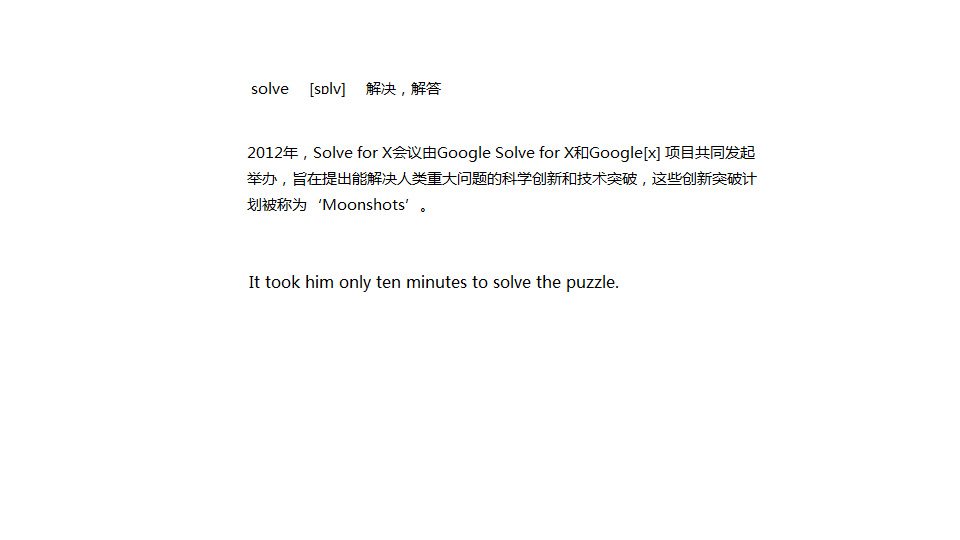 solve [sɒlv] 解决，解答
2012年，Solve for X会议由Google Solve for X和Google[x] 项目共同发起
举办，旨在提出能解决人类重大问题的科学创新和技术突破，这些创新突破计
划被称为‘Moonshots’。
It took him only ten minutes to solve the puzzle.